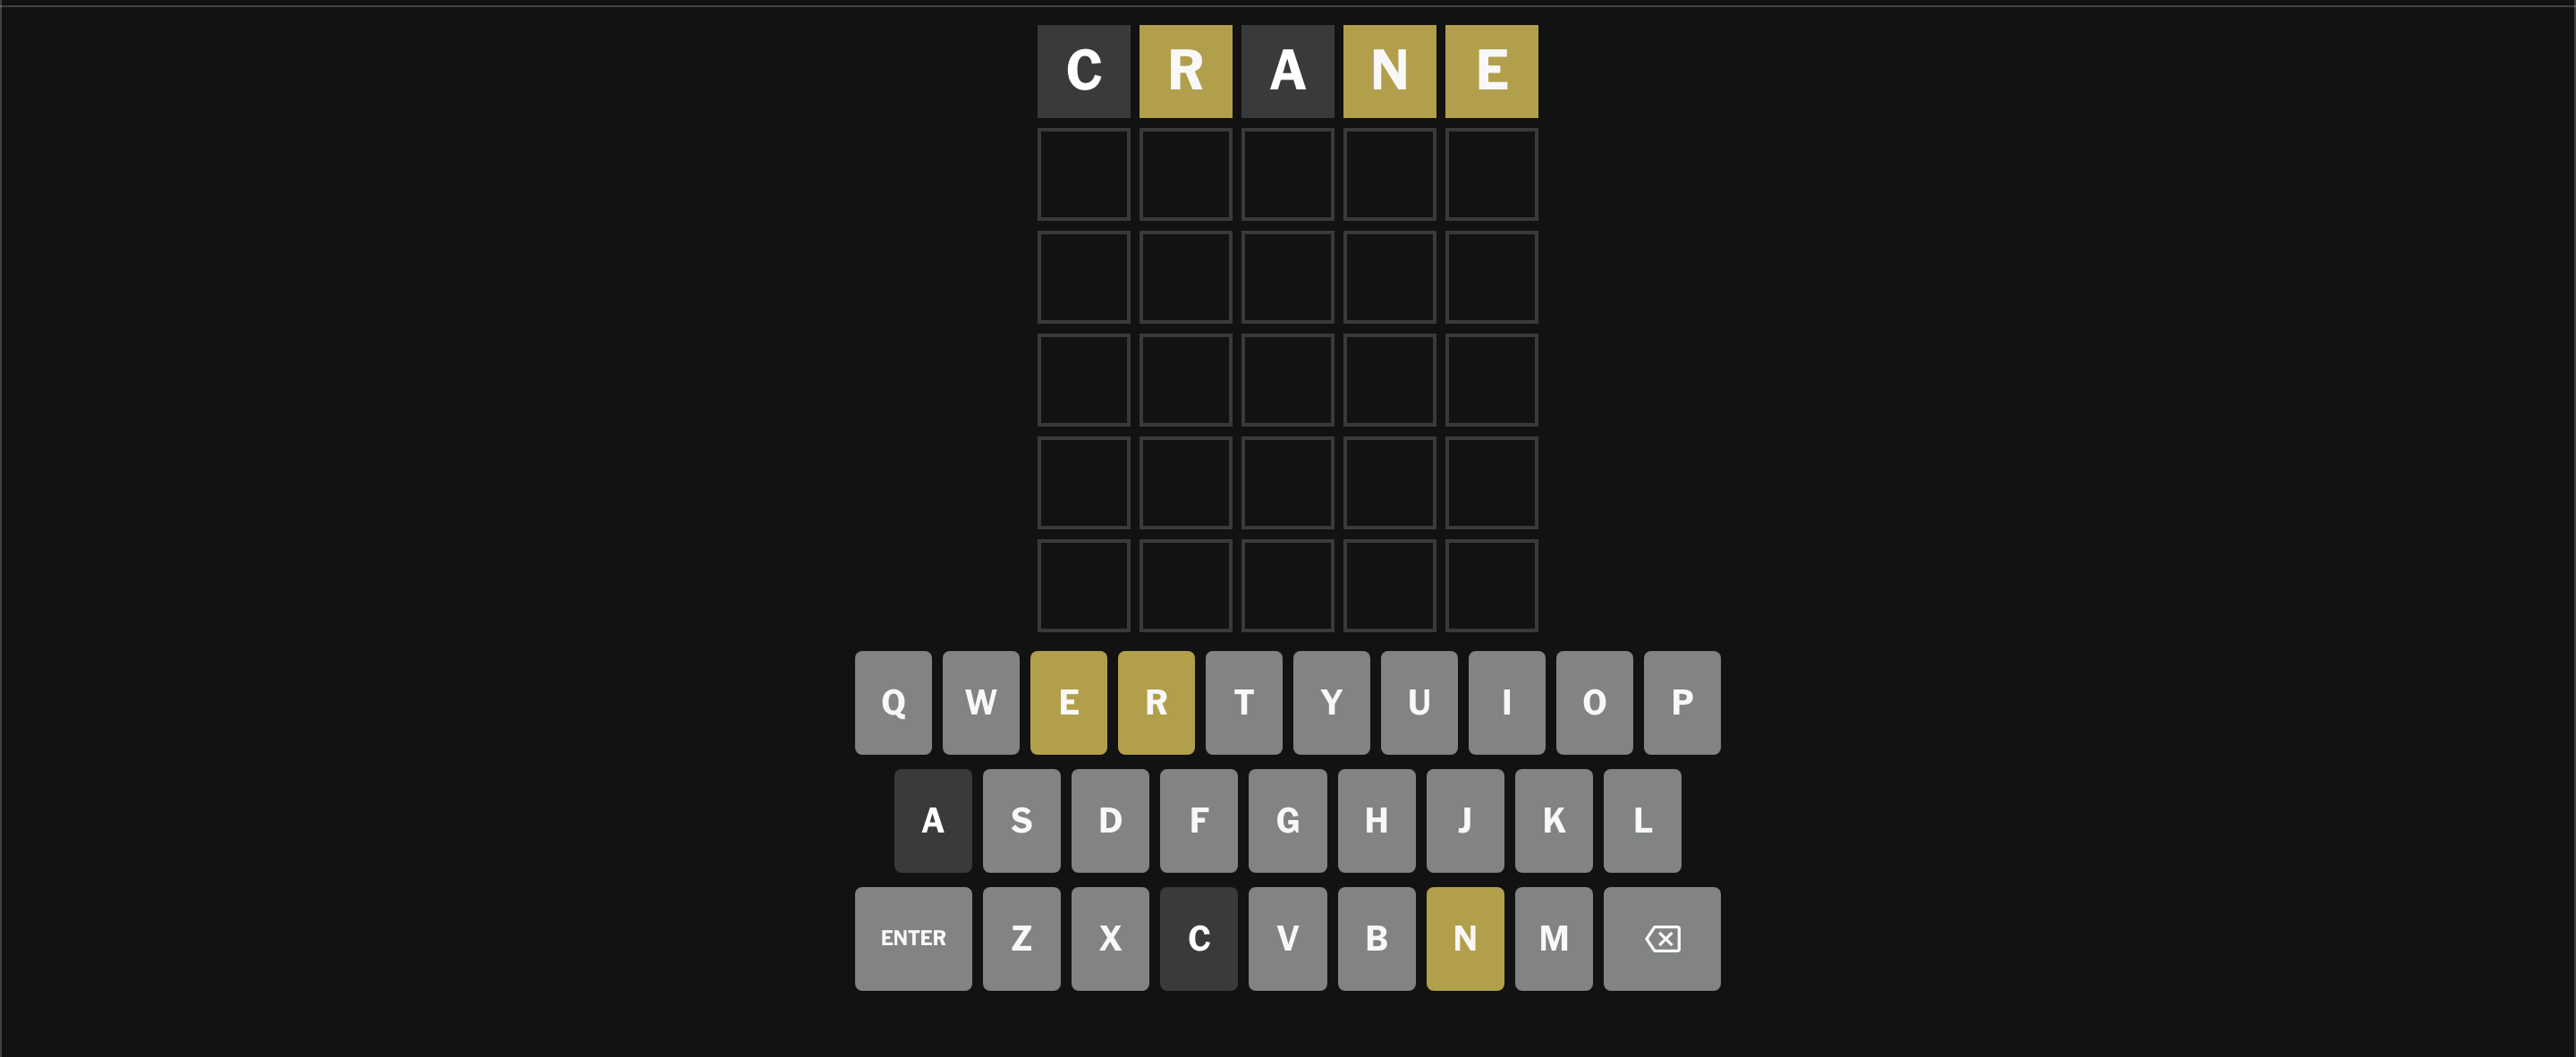 C R A N E
Q W E R T Y U I O P
A S D F G H J K L
ENTER Z X C V B N M